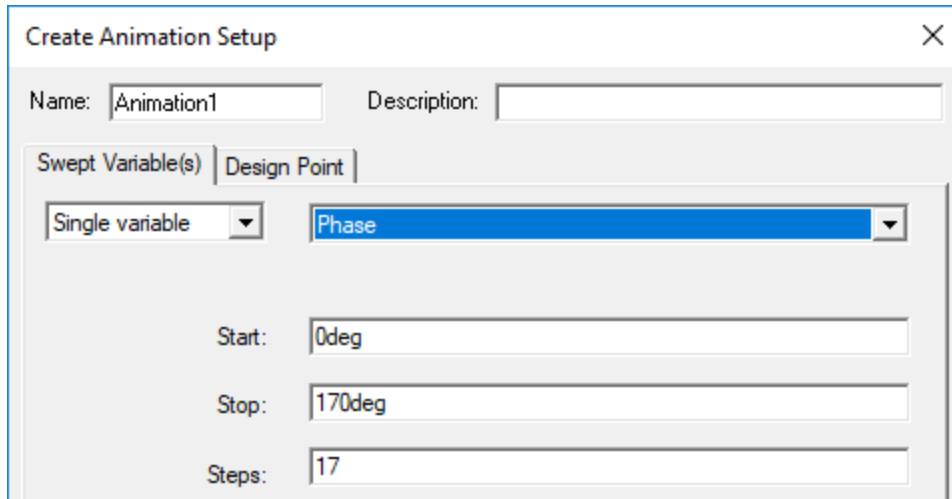 Create Animation Setup
Name: Animation1 Description:
Swept Variable(s) Design Point
Single variable Phase
Start: 0deg
Stop: 170deg
Steps: 17